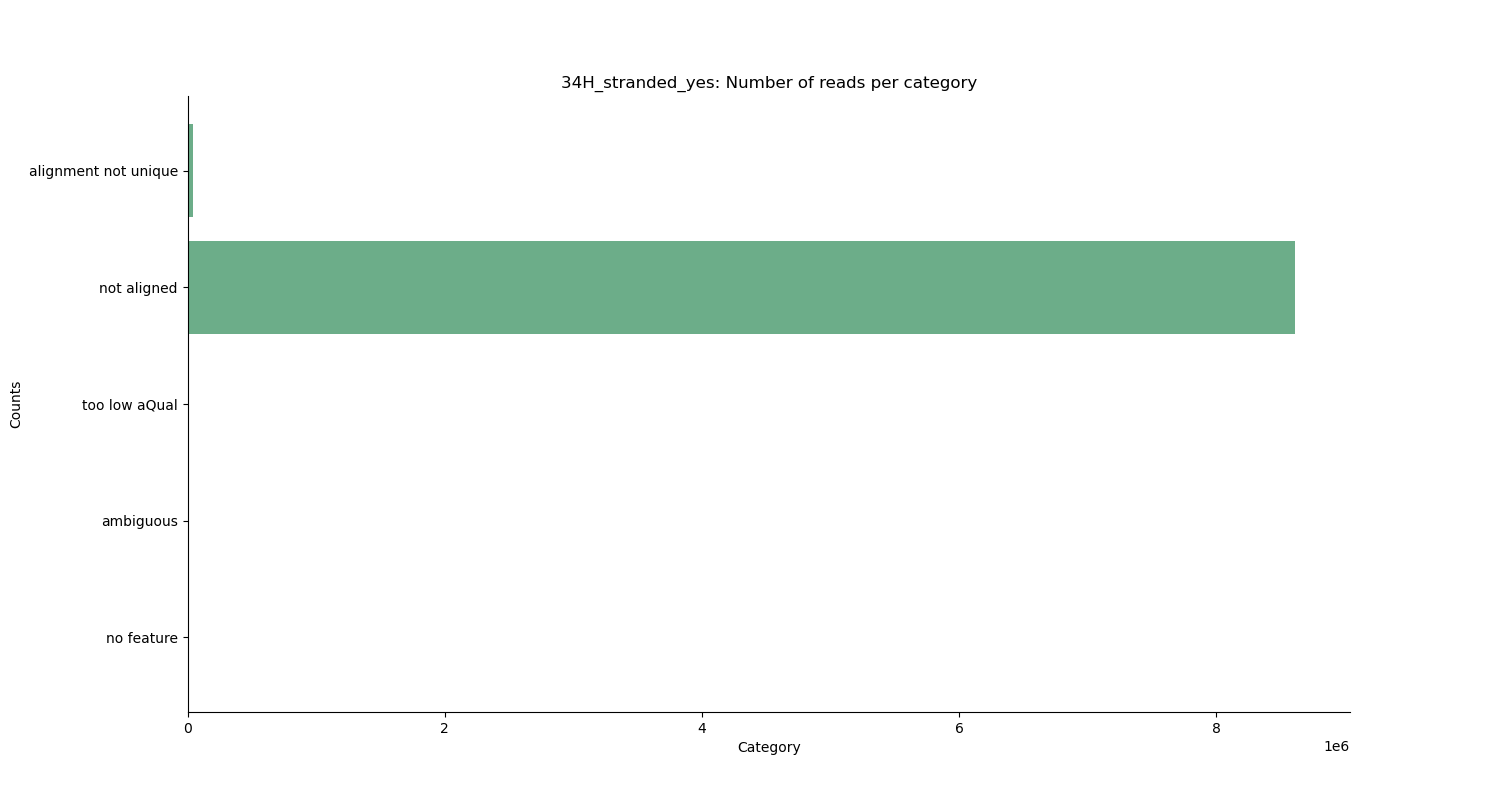 34H_stranded_yes: Number of reads per category
alignment not unique
not aligned
too low aQual
ambiguous
no feature
Counts
0 2 4 6 8
1e6
Category